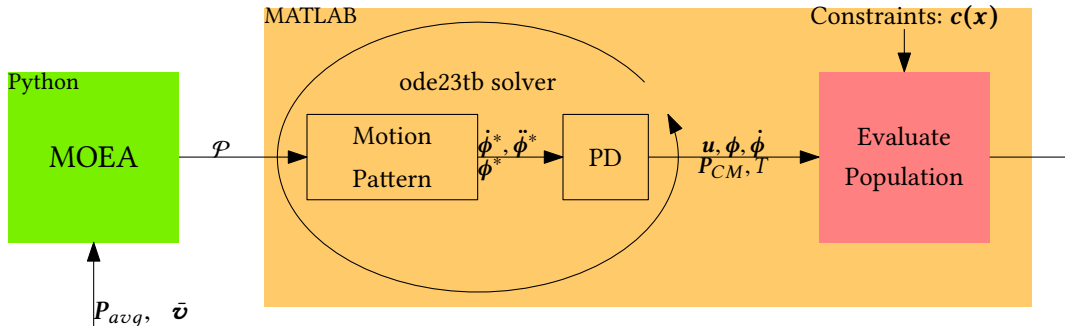 MATLAB
Constraints: c(x)
Python
ode23tb solver
MOEA
𝒫
Motion
Pattern
ϕ̇*, ϕ̈*
ϕ*
PD
u, ϕ, ϕ̇
P_CM, T
Evaluate
Population
P_avg, v̄